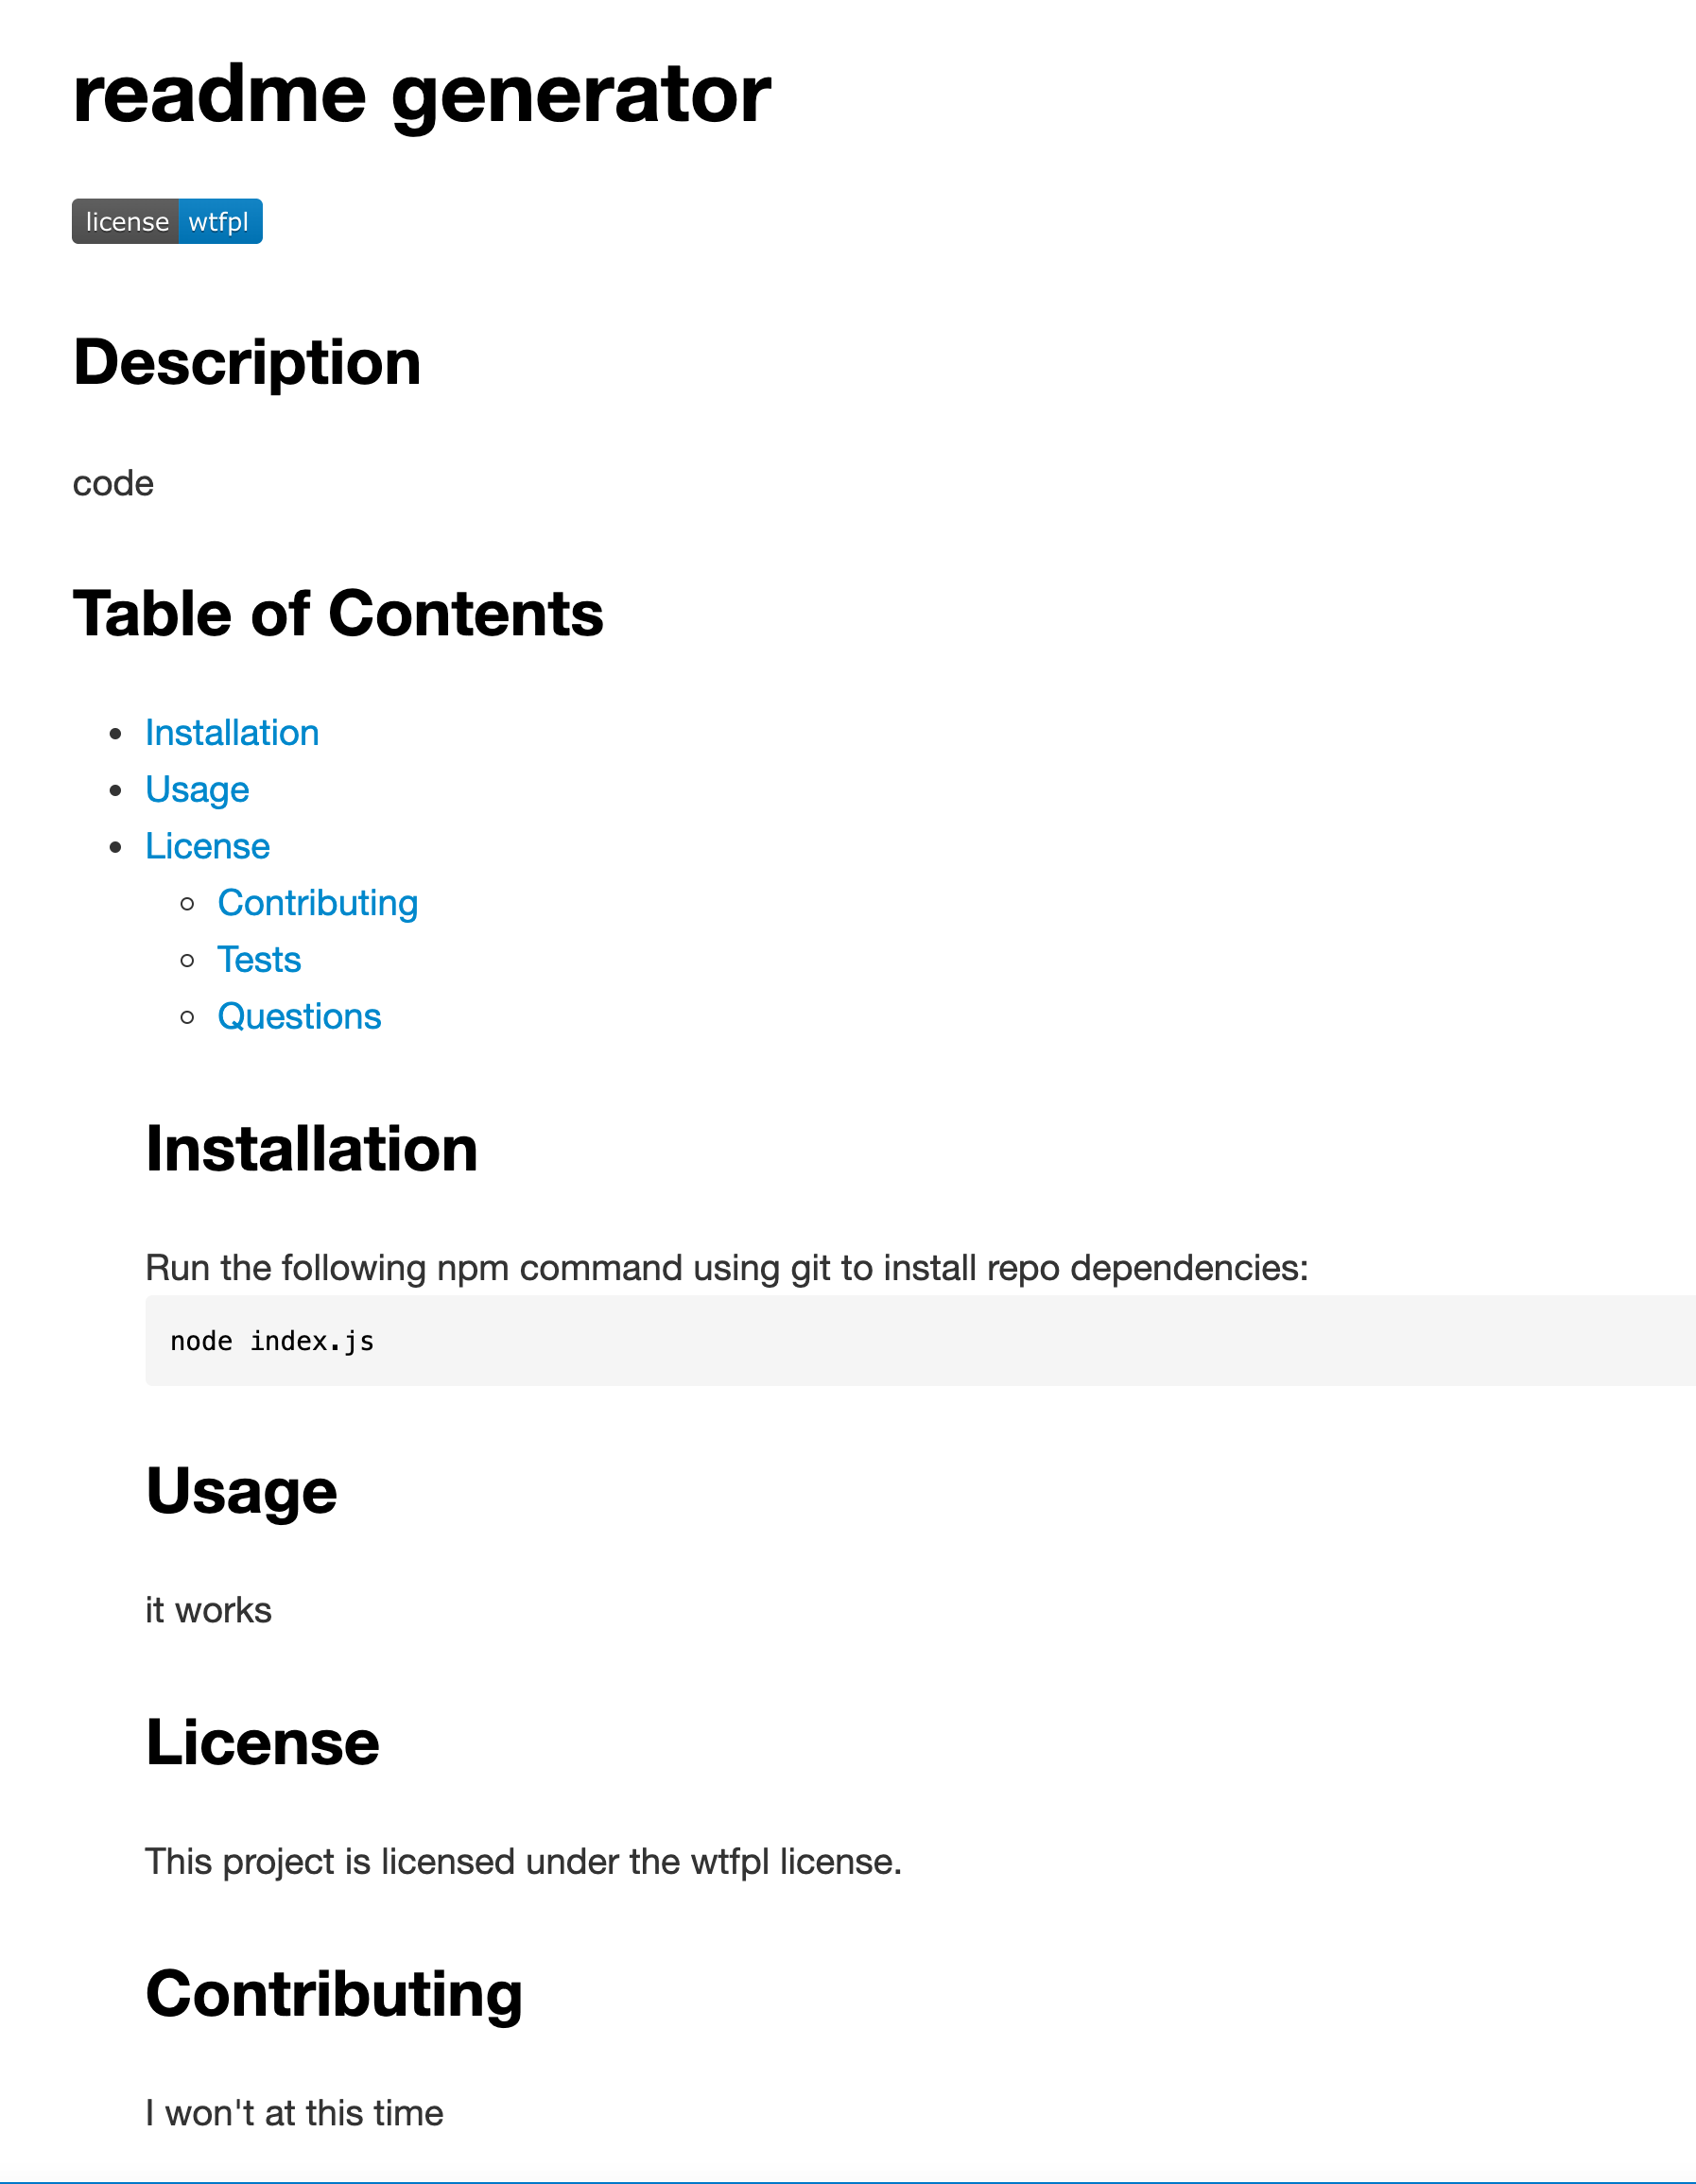 readme generator
license wtfpl
Description
code
Table of Contents
Installation
Usage
License
Contributing
Tests
Questions
Installation
Run the following npm command using git to install repo dependencies:
node index.js
Usage
it works
License
This project is licensed under the wtfpl license.
Contributing
I won't at this time